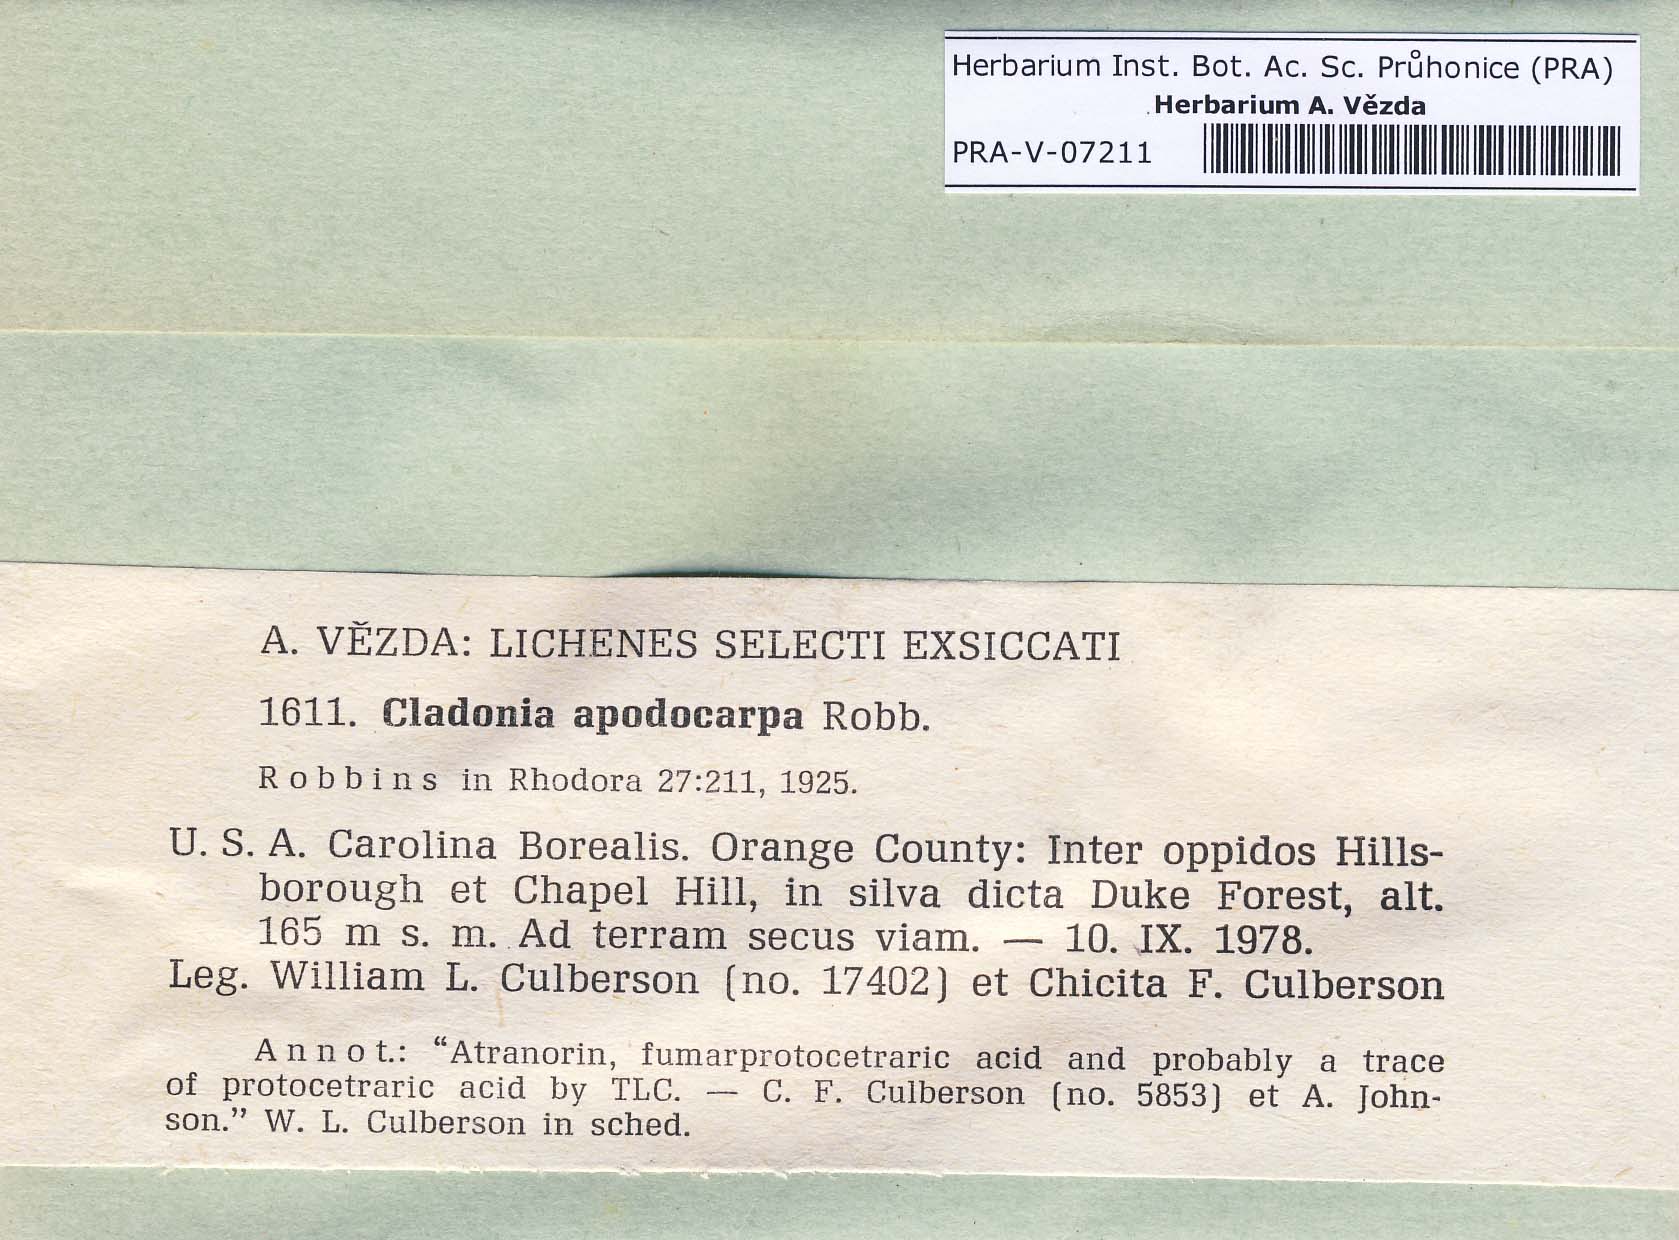 Herbarium Inst. Bot. Ac. Sc. Průhonice (PRA)
Herbarium A. Vězda
PRA-V-07211
A. VĚZDA: LICHENES SELECTI EXSICCATI
1611. Cladonia apodocarpa Robb.
Robbins in Rhodora 27:211, 1925.
U. S. A. Carolina Borealis. Orange County: Inter oppidos Hills-
borough et Chapel Hill, in silva dicta Duke Forest, alt.
165 m s. m. Ad terram secus viam. — 10. IX. 1978.
Leg. William L. Culberson (no. 17402) et Chicita F. Culberson
Annot.: “Atranorin, fumarprotocetraric acid and probably a trace
of protocetraric acid by TLC. — C. F. Culberson (no. 5853) et A. John-
son.” W. L. Culberson in sched.